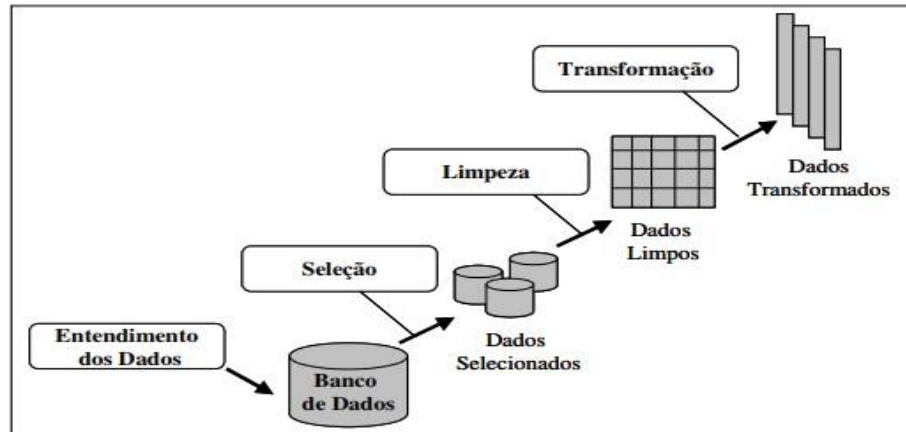 Transformação
Dados
Transformados
Limpeza
Dados
Limpos
Seleção
Dados
Selecionados
Entendimento
dos Dados
Banco
de Dados